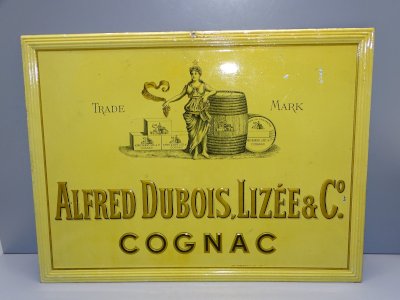 TRADE MARK
ALFRED DUBOIS, LIZÉE & Cº.
COGNAC